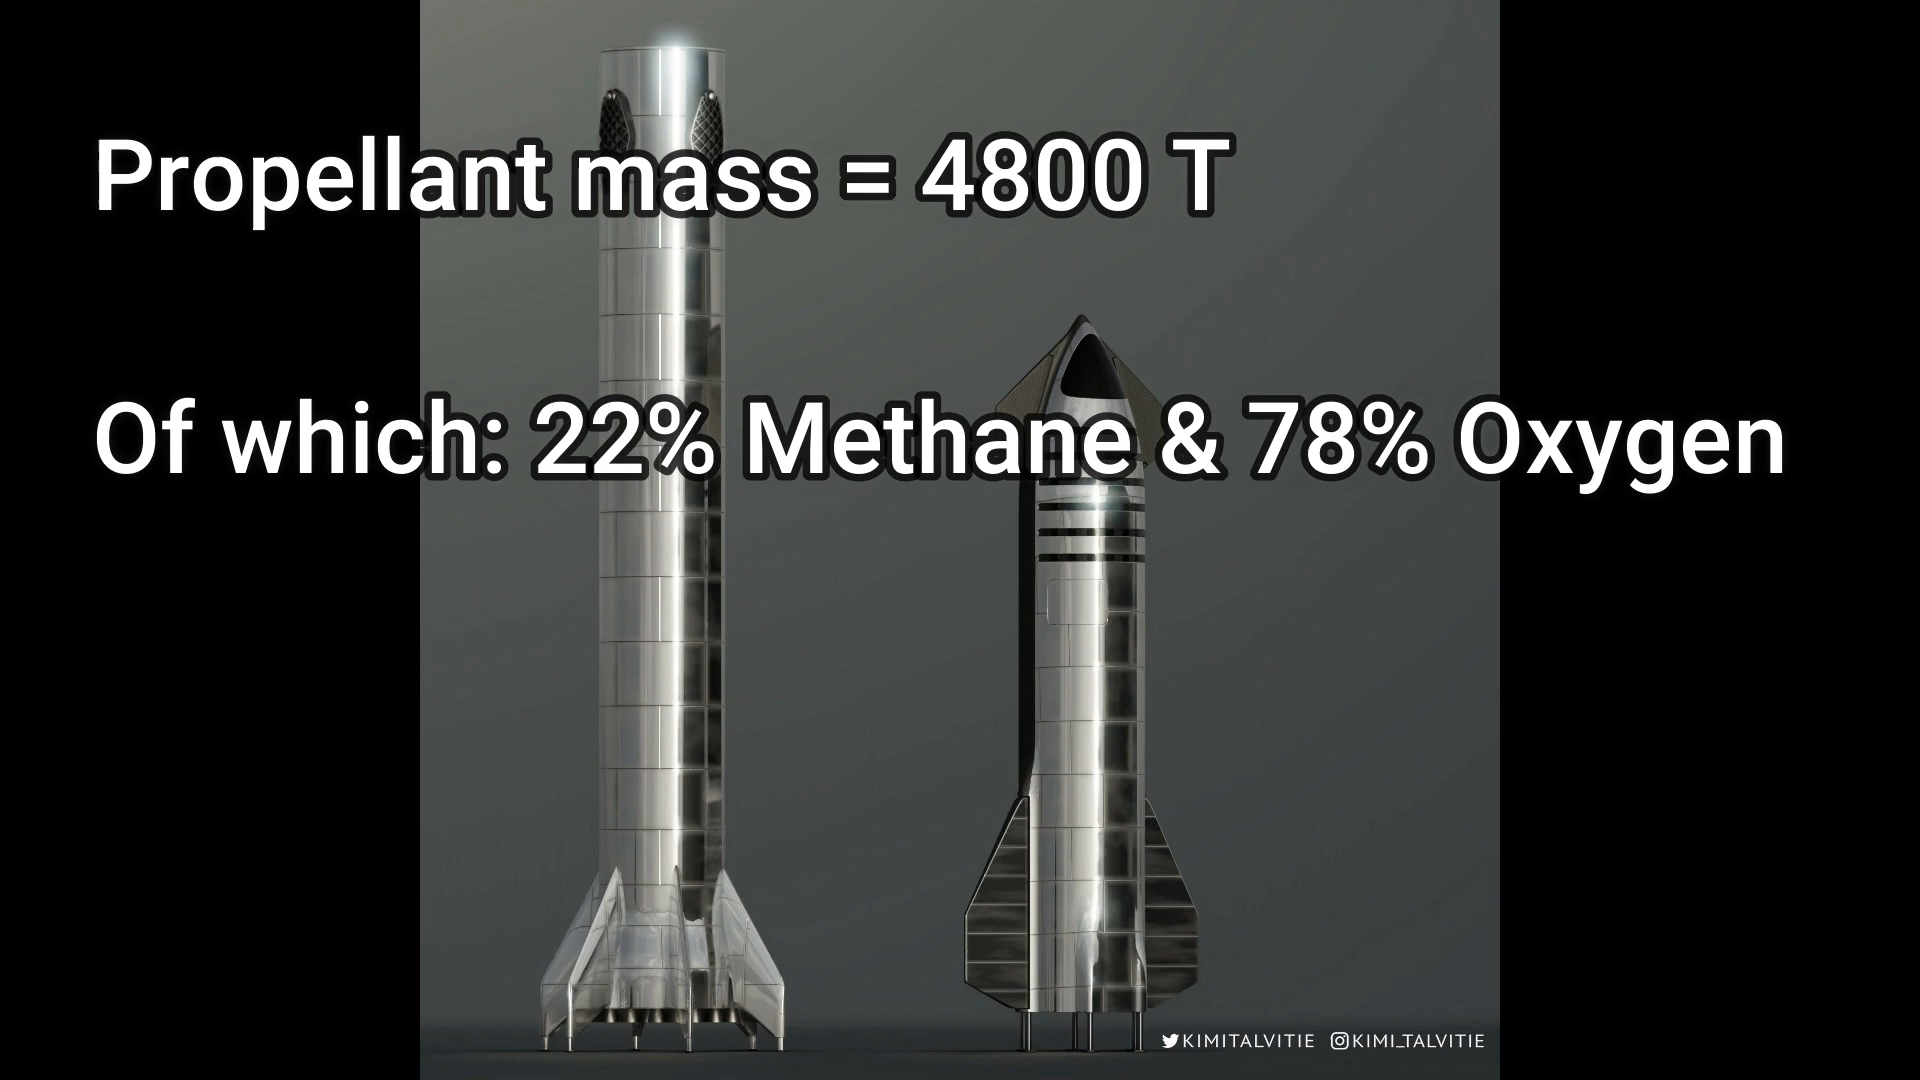 Propellant mass = 4800 T
Of which: 22% Methane & 78% Oxygen
KIMITALVITIE KIMI_TALVITIE